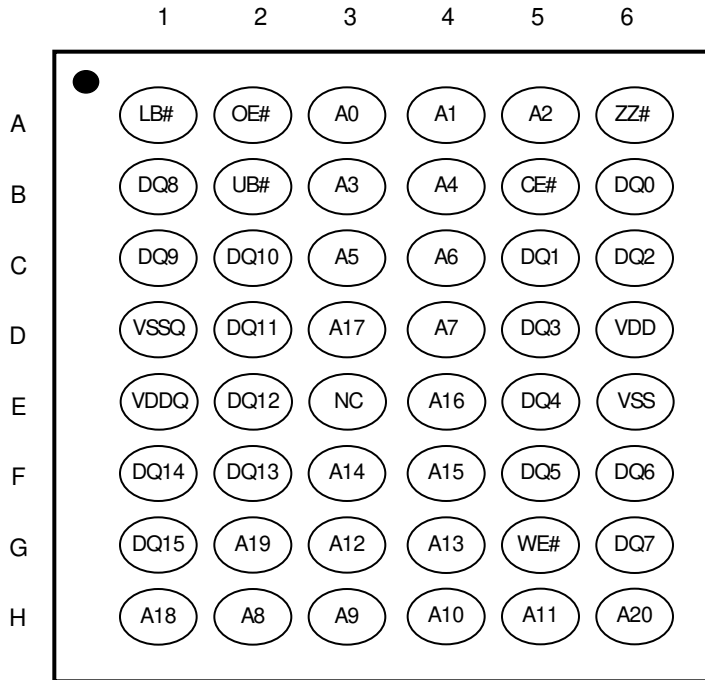 1 2 3 4 5 6
A LB# OE# A0 A1 A2 ZZ#
B DQ8 UB# A3 A4 CE# DQ0
C DQ9 DQ10 A5 A6 DQ1 DQ2
D VSSQ DQ11 A17 A7 DQ3 VDD
E VDDQ DQ12 NC A16 DQ4 VSS
F DQ14 DQ13 A14 A15 DQ5 DQ6
G DQ15 A19 A12 A13 WE# DQ7
H A18 A8 A9 A10 A11 A20